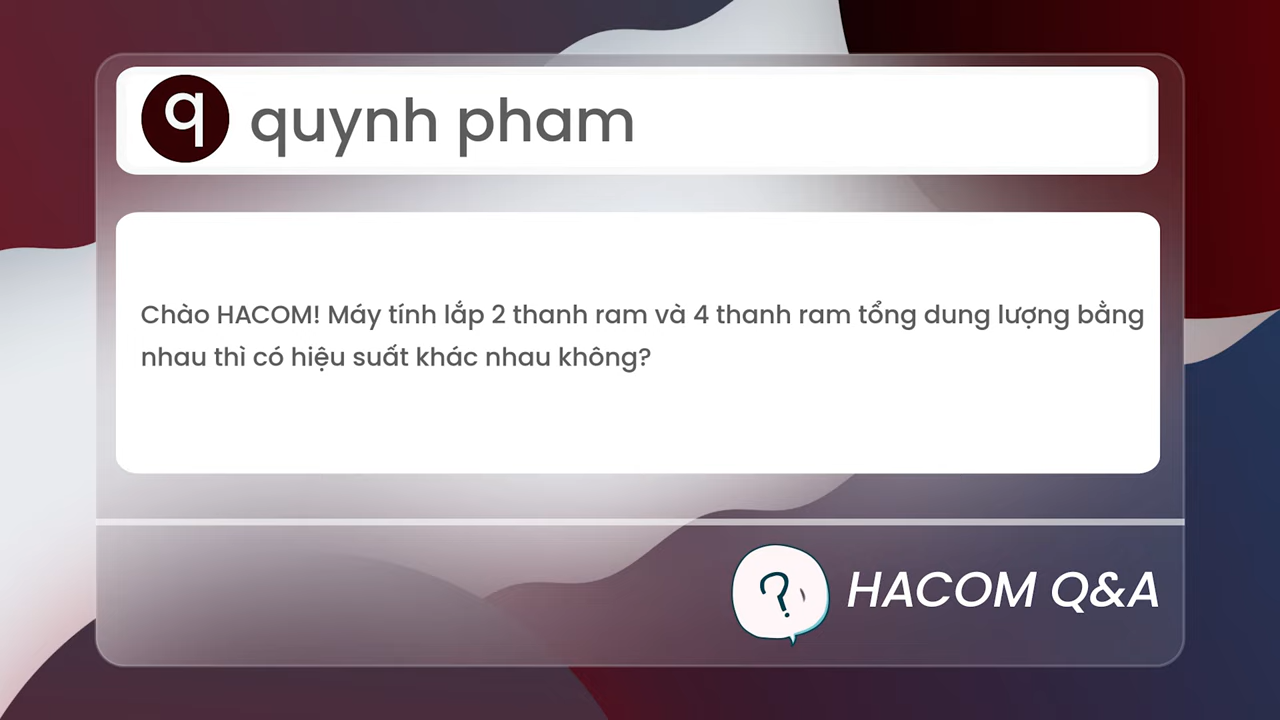 q
quynh pham
Chào HACOM! Máy tính lắp 2 thanh ram và 4 thanh ram tổng dung lượng bằng
nhau thì có hiệu suất khác nhau không?
?
HACOM Q&A